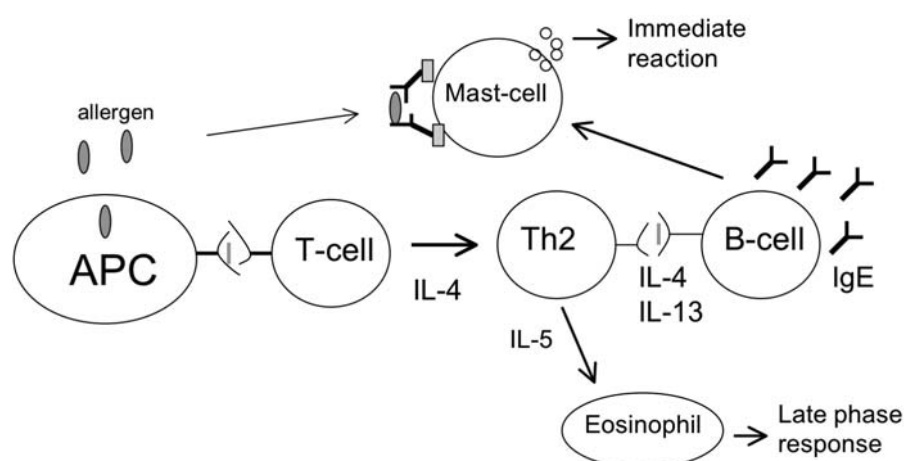 Immediate
reaction
Mast-cell
allergen
APC
T-cell
IL-4
Th2
IL-4
IL-13
B-cell
IgE
IL-5
Eosinophil
Late phase
response